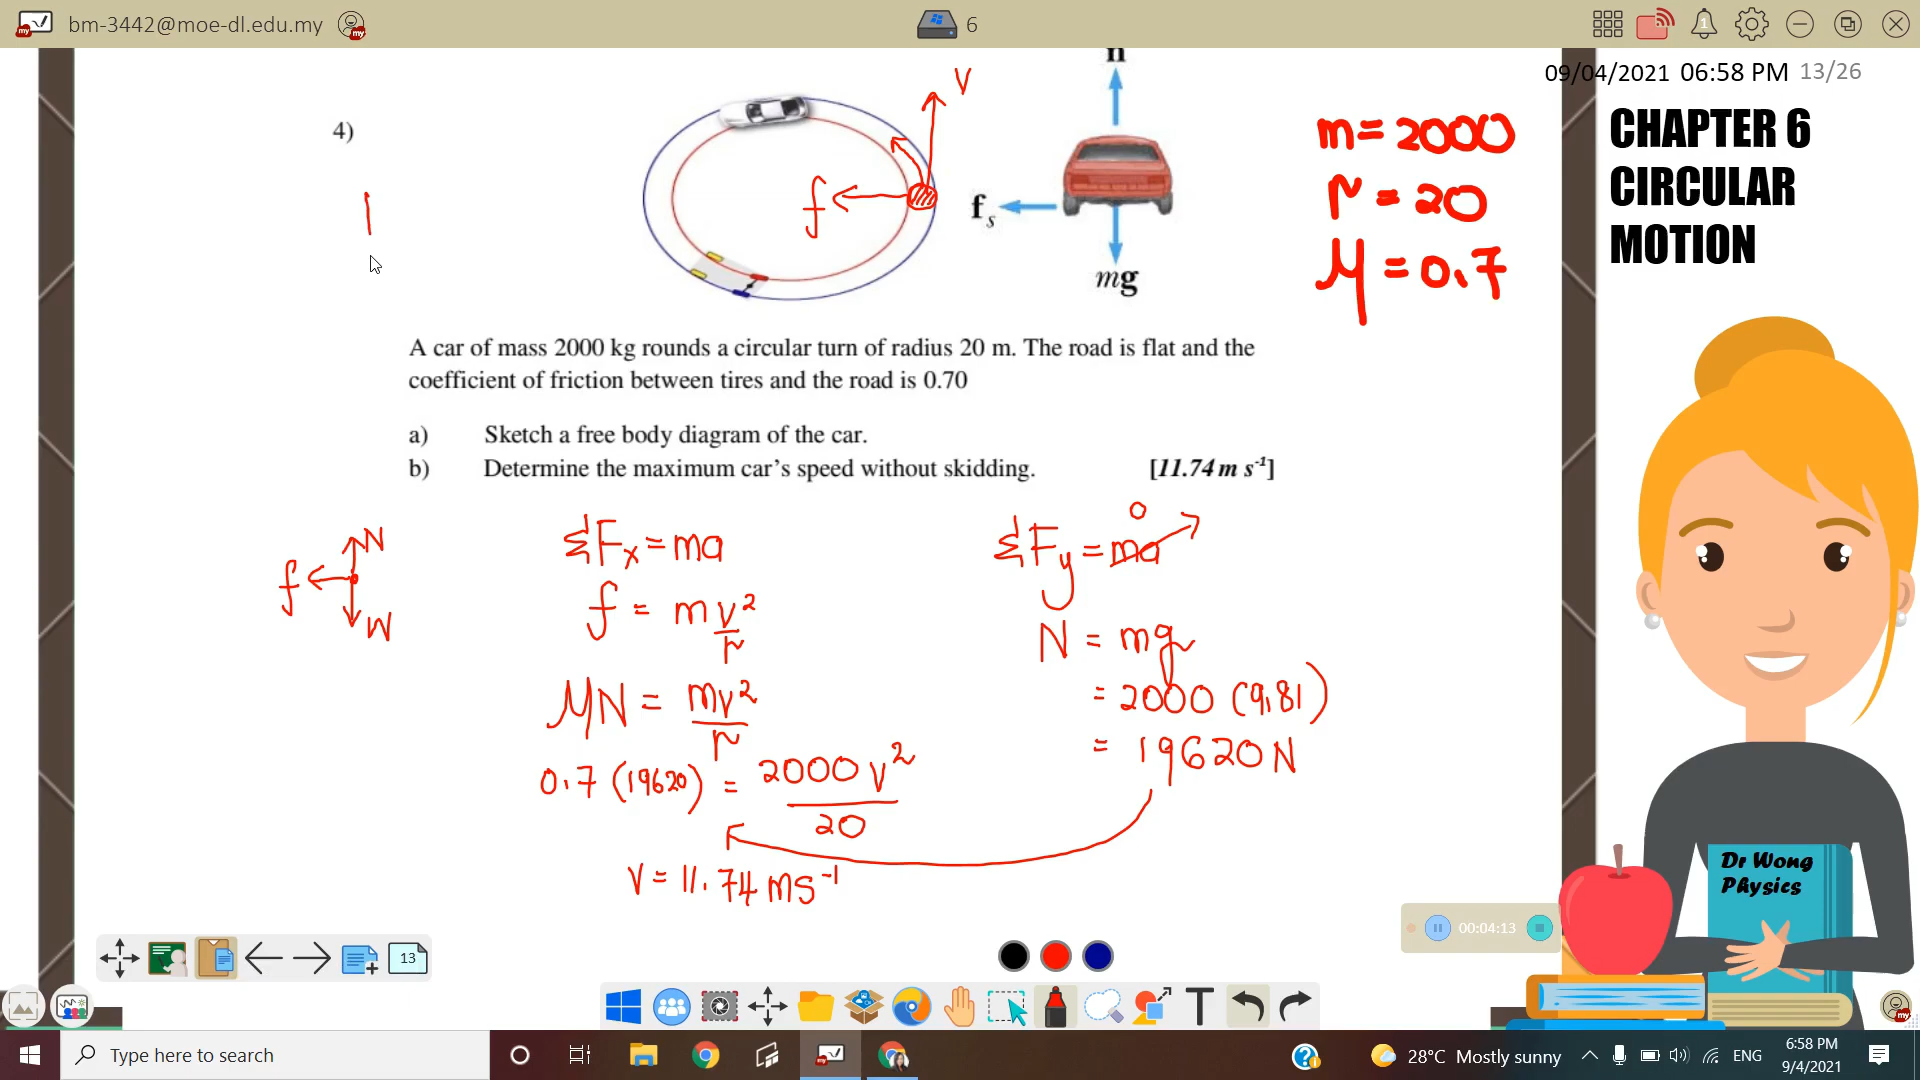 bm-3442@moe-dl.edu.my
6
1
09/04/2021 06:58 PM 13/26
CHAPTER 6
CIRCULAR
MOTION
4)
n
v
f
fs
mg
m = 2000
r = 20
μ = 0.7
A car of mass 2000 kg rounds a circular turn of radius 20 m. The road is flat and the
coefficient of friction between tires and the road is 0.70
a) Sketch a free body diagram of the car.
b) Determine the maximum car's speed without skidding. [11.74 m s⁻¹]
N
f
W
ΣFx = ma
f = mv²/r
μN = mv²/r
0.7 (19620) = 2000 v²/20
v = 11.74 ms⁻¹
ΣFy = ma 0
N = mg
= 2000 (9.81)
= 19620 N
Dr Wong
Physics
00:04:13
13
T
Type here to search
28°C Mostly sunny
ENG
6:58 PM
9/4/2021